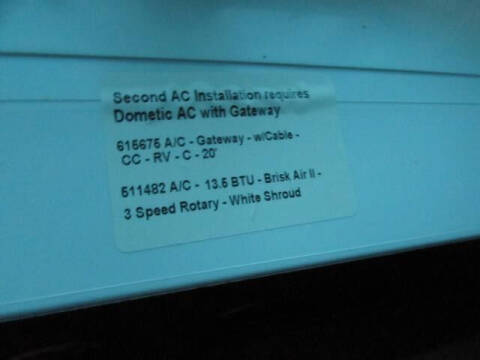 Second AC Installation requires
Dometic AC with Gateway
615675 A/C - Gateway - w/Cable -
CC - RV - C - 20'
511482 A/C - 13.5 BTU - Brisk Air II -
3 Speed Rotary - White Shroud